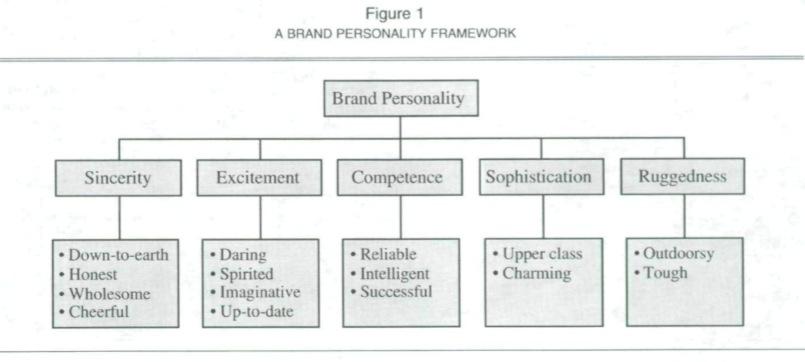 Figure 1
A BRAND PERSONALITY FRAMEWORK
Brand Personality
Sincerity
Excitement
Competence
Sophistication
Ruggedness
• Down-to-earth
• Honest
• Wholesome
• Cheerful
• Daring
• Spirited
• Imaginative
• Up-to-date
• Reliable
• Intelligent
• Successful
• Upper class
• Charming
• Outdoorsy
• Tough